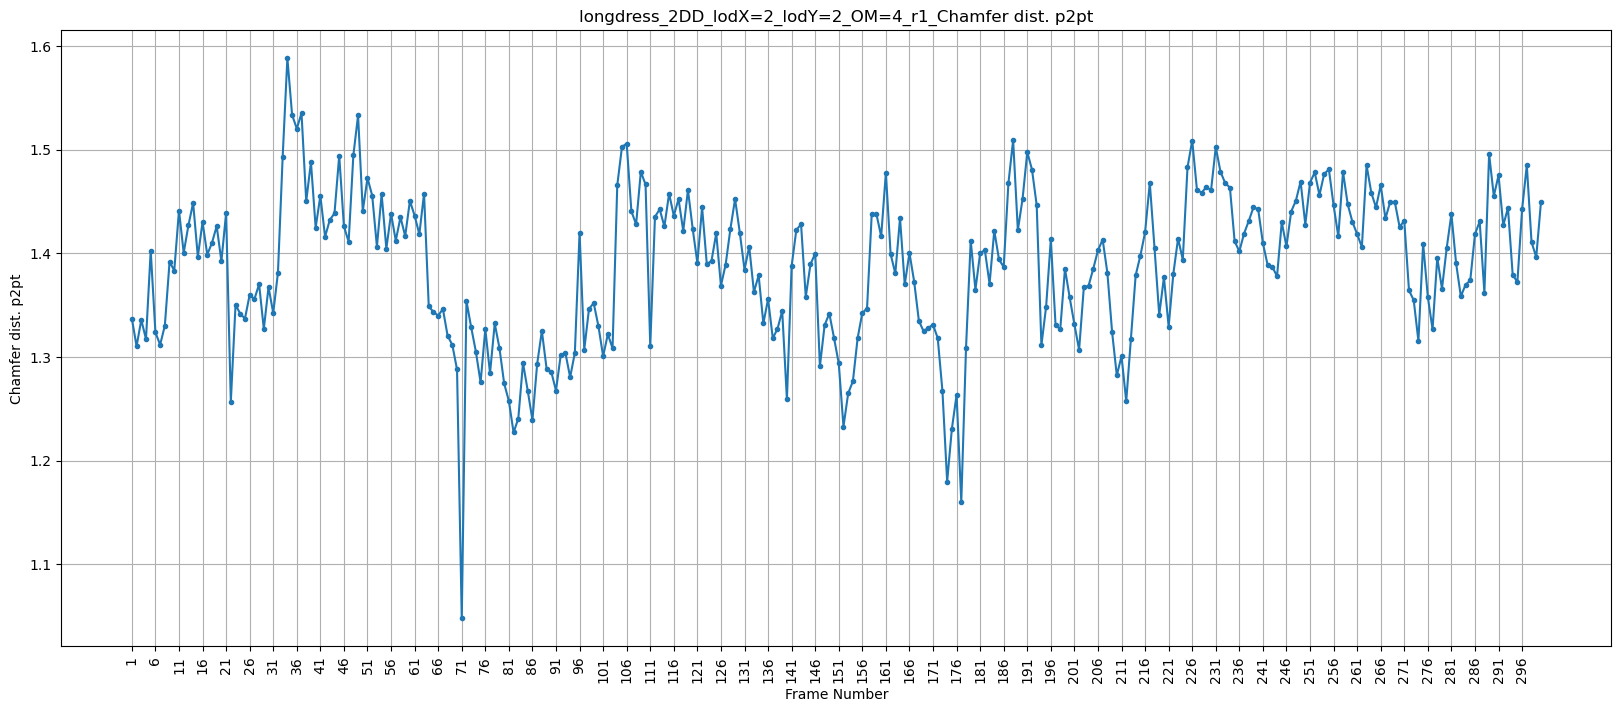 longdress_2DD_lodX=2_lodY=2_OM=4_r1_Chamfer dist. p2pt
1.6
1.5
1.4
1.3
1.2
1.1
Chamfer dist. p2pt
1 6 11 16 21 26 31 36 41 46 51 56 61 66 71 76 81 86 91 96 101 106 111 116 121 126 131 136 141 146 151 156 161 166 171 176 181 186 191 196 201 206 211 216 221 226 231 236 241 246 251 256 261 266 271 276 281 286 291 296
Frame Number